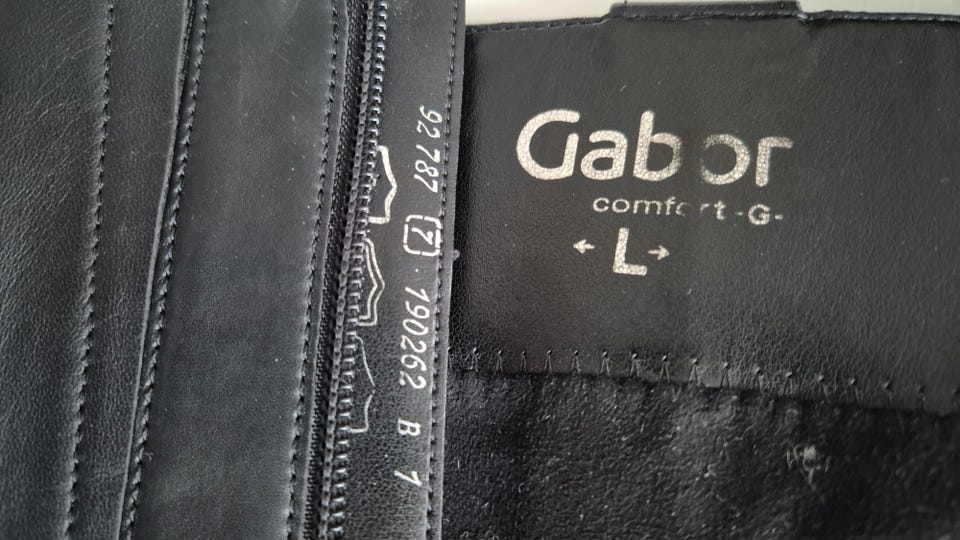 92 787 7 190262 B 1
Gabor
comfort-G-
←L→